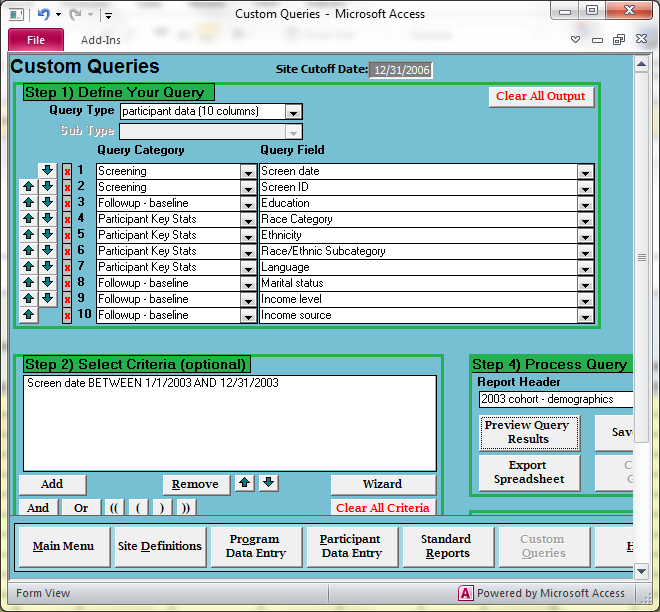 Custom Queries - Microsoft Access
File Add-Ins
Custom Queries Site Cutoff Date: 12/31/2006
Step 1) Define Your Query Clear All Output
Query Type participant data (10 columns)
Sub Type
Query Category Query Field
x 1 Screening Screen date
x 2 Screening Screen ID
x 3 Followup - baseline Education
x 4 Participant Key Stats Race Category
x 5 Participant Key Stats Ethnicity
x 6 Participant Key Stats Race/Ethnic Subcategory
x 7 Participant Key Stats Language
x 8 Followup - baseline Marital status
x 9 Followup - baseline Income level
x 10 Followup - baseline Income source
Step 2) Select Criteria (optional)
Screen date BETWEEN 1/1/2003 AND 12/31/2003
Add Remove Wizard
And Or (( ( ) )) Clear All Criteria
Step 4) Process Query
Report Header
2003 cohort - demographics
Preview Query
Results
Sav
Export
Spreadsheet
C
G
Main Menu
Site Definitions
Program
Data Entry
Participant
Data Entry
Standard
Reports
Custom
Queries
Form View Powered by Microsoft Access